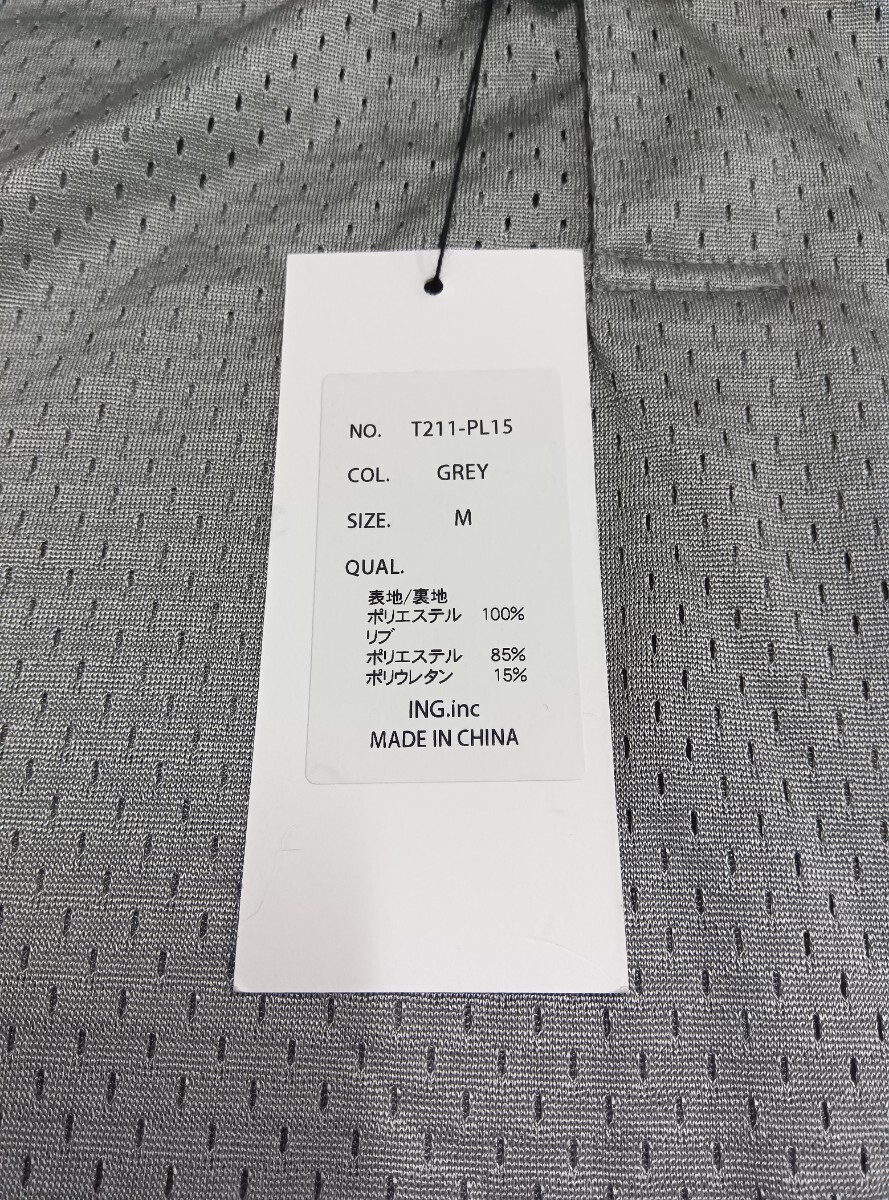 NO. T211-PL15
COL. GREY
SIZE. M
QUAL.
表地/裏地
ポリエステル 100%
リブ
ポリエステル 85%
ポリウレタン 15%
ING.inc
MADE IN CHINA